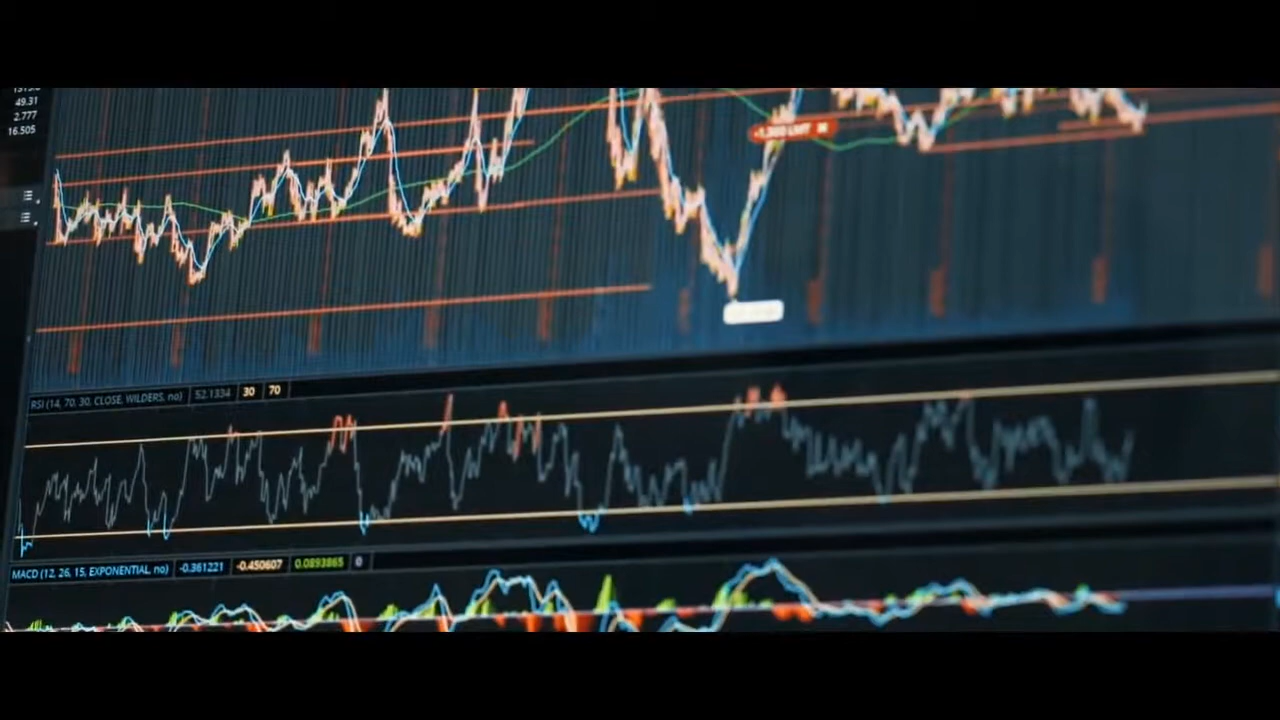 49.31
2.777
16.505
RSI (14, 70, 30, CLOSE, WILDERS, no) 52.1334 30 70
MACD (12, 26, 15, EXPONENTIAL, no) -0.361221 -0.450607 0.0893865 0